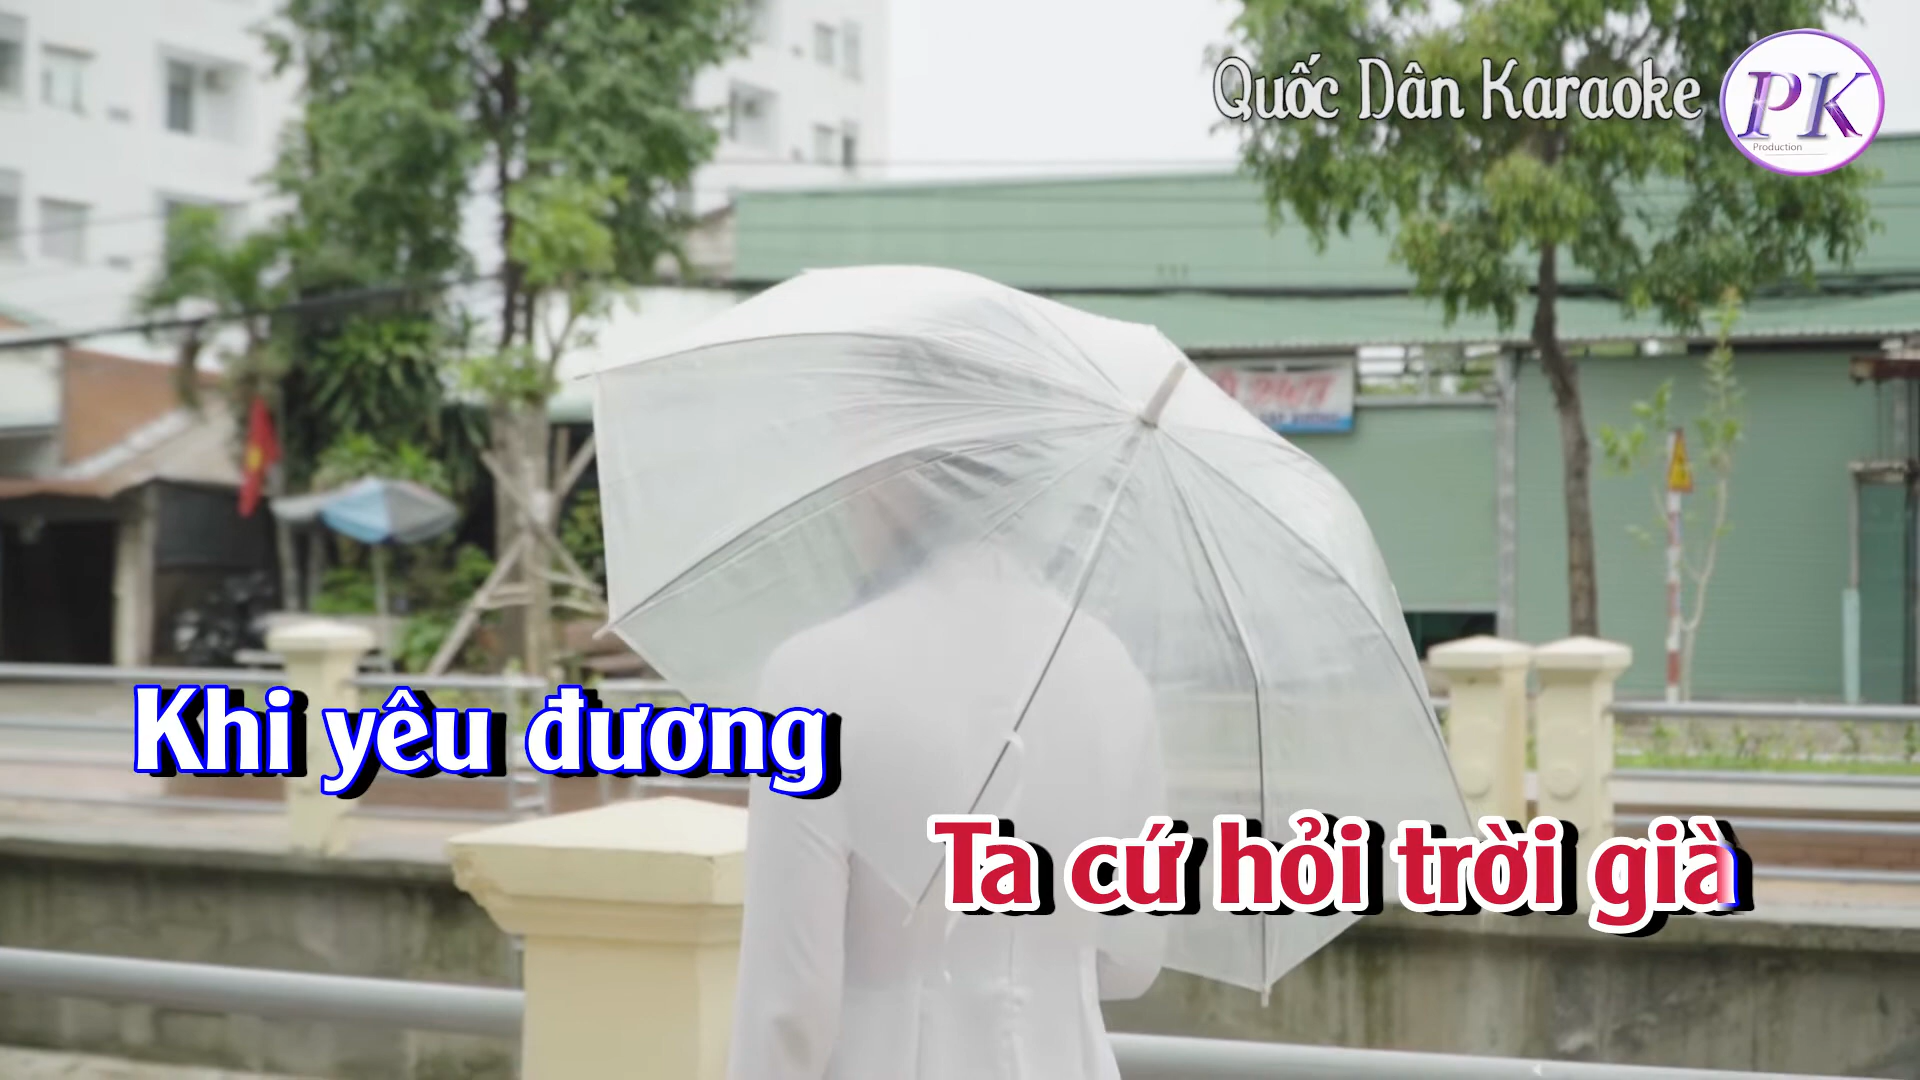 Quốc Dân Karaoke
PK
Production
Khi yêu đương
Ta cứ hỏi trời già